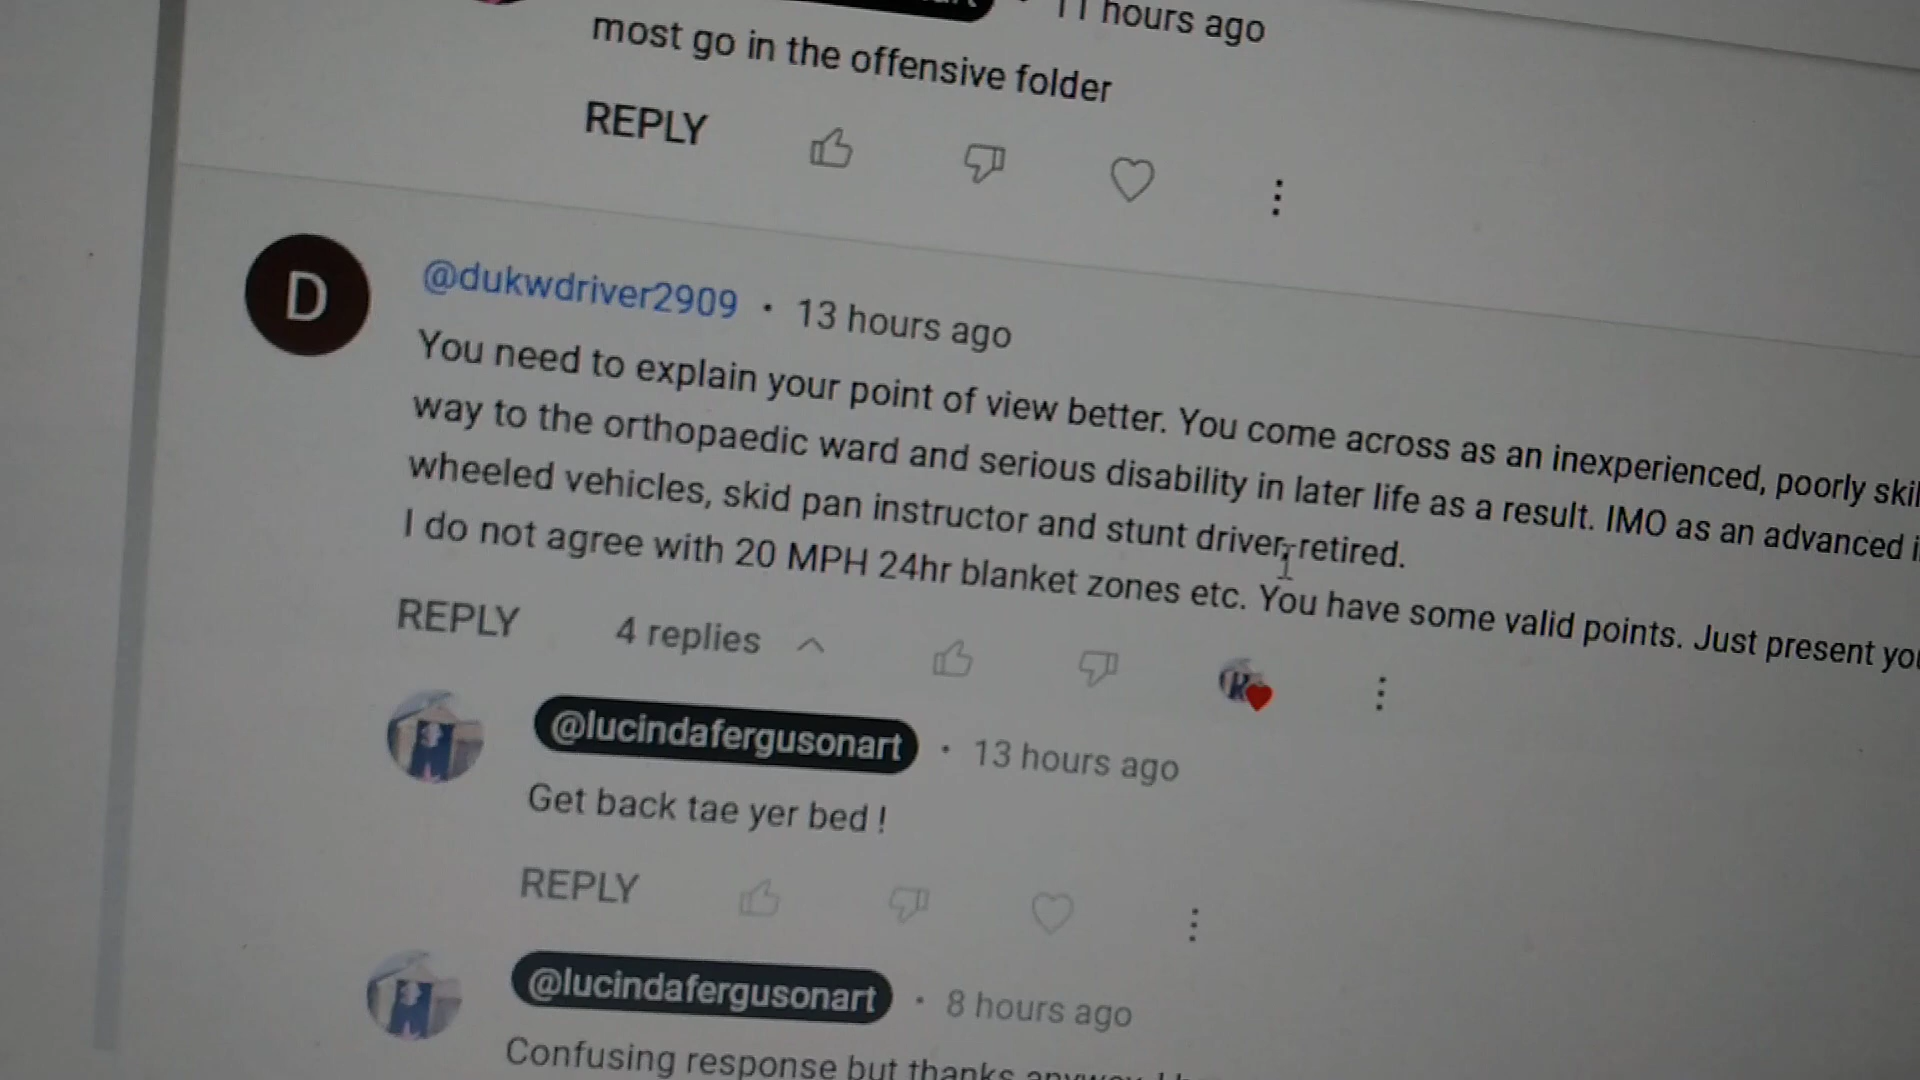 11 hours ago
most go in the offensive folder
REPLY
D
@dukwdriver2909 · 13 hours ago
You need to explain your point of view better. You come across as an inexperienced, poorly
way to the orthopaedic ward and serious disability in later life as a result. IMO as an advanced
wheeled vehicles, skid pan instructor and stunt driver,retired.
I do not agree with 20 MPH 24hr blanket zones etc. You have some valid points. Just present
REPLY 4 replies
@lucindafergusonart · 13 hours ago
Get back tae yer bed !
REPLY
@lucindafergusonart · 8 hours ago
Confusing response but thanks anyway